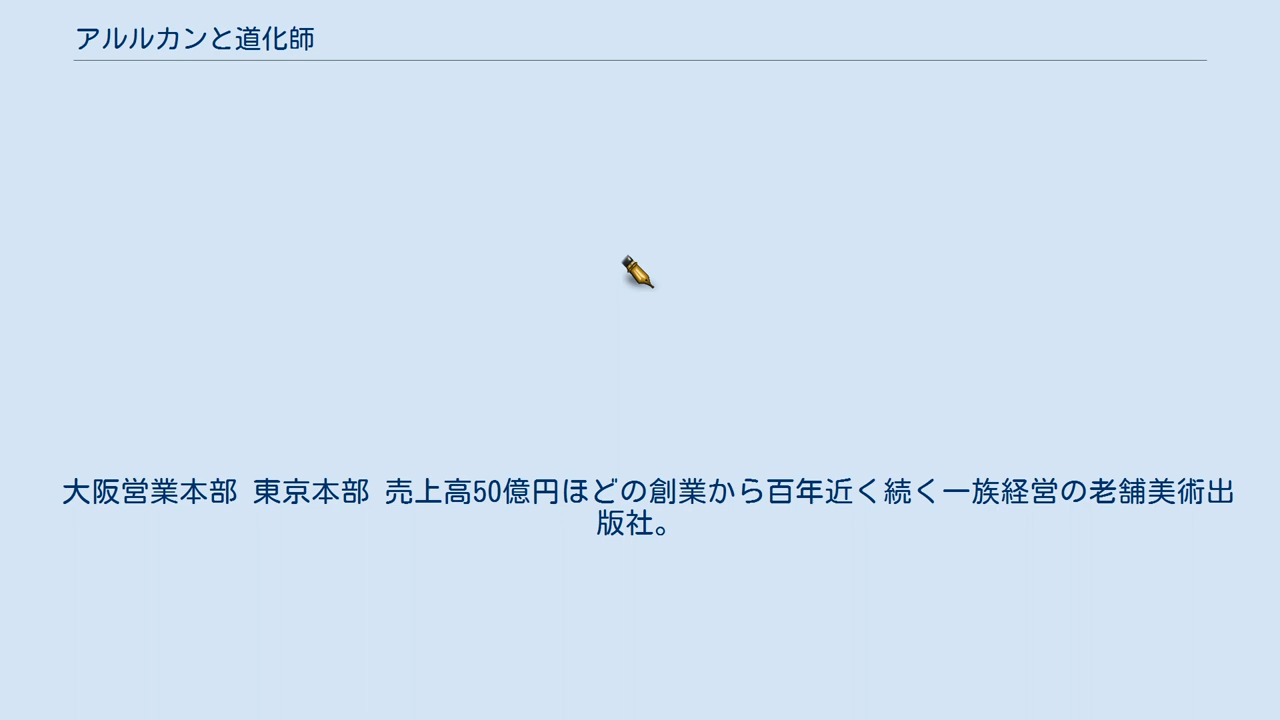 アルルカンと道化師
大阪営業本部 東京本部 売上高50億円ほどの創業から百年近く続く一族経営の老舗美術出
版社。